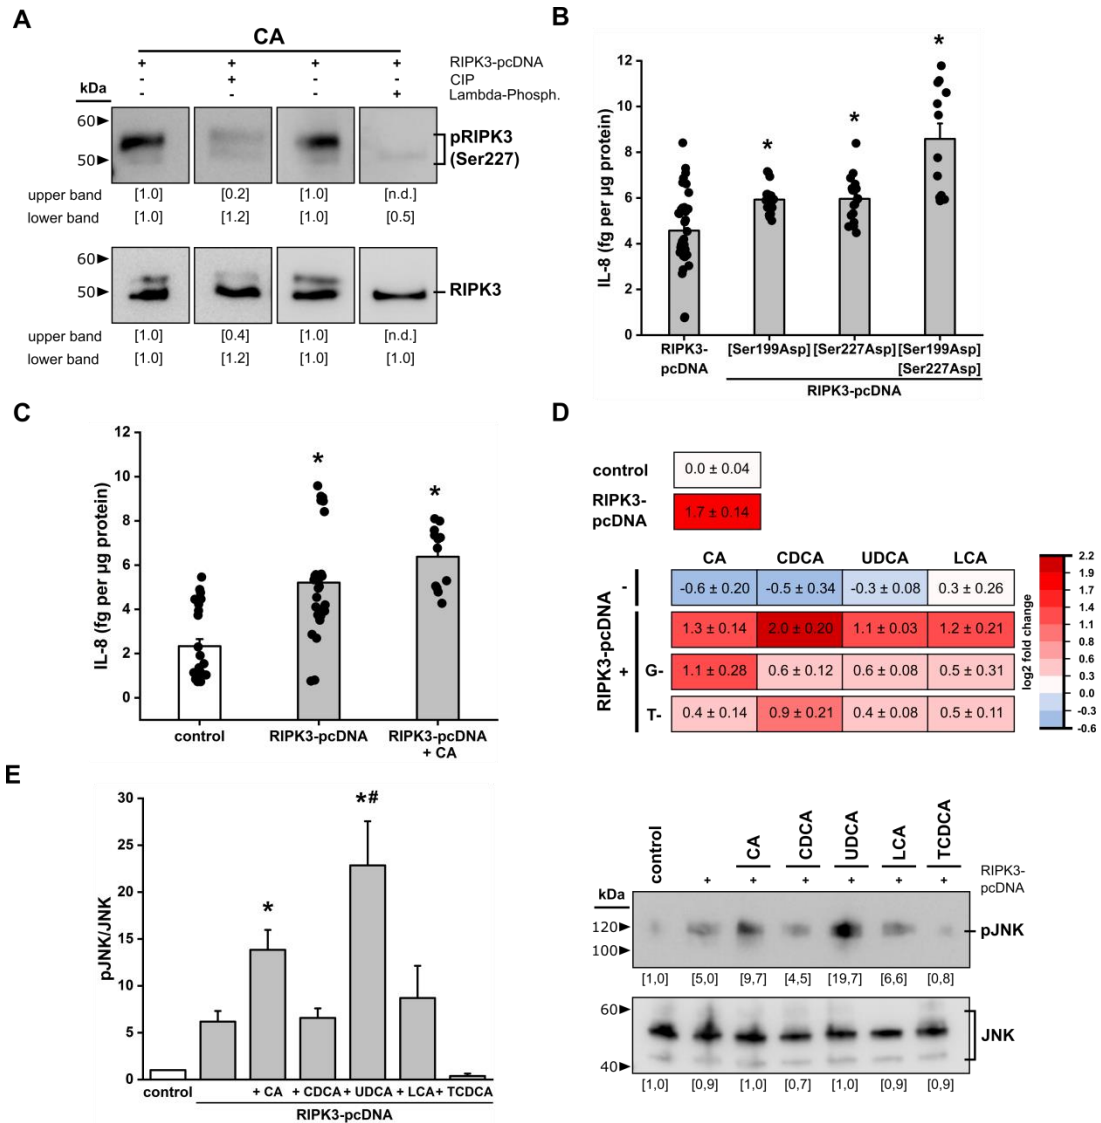 A
CA
+ + + + RIPK3-pcDNA
- + - - CIP
- - - + Lambda-Phosph.
kDa
60
50
pRIPK3
(Ser227)
upper band [1.0] [0.2] [1.0] [n.d.]
lower band [1.0] [1.2] [1.0] [0.5]
60
50
RIPK3
upper band [1.0] [0.4] [1.0] [n.d.]
lower band [1.0] [1.2] [1.0] [1.0]
B
IL-8 (fg per µg protein)
12
10
8
6
4
2
0
* * *
RIPK3-
pcDNA
[Ser199Asp] [Ser227Asp] [Ser199Asp]
[Ser227Asp]
RIPK3-pcDNA
C
IL-8 (fg per µg protein)
12
10
8
6
4
2
0
* *
control RIPK3-pcDNA RIPK3-pcDNA
+ CA
D
control 0.0 ± 0.04
RIPK3-
pcDNA
1.7 ± 0.14
CA CDCA UDCA LCA
RIPK3-pcDNA
- -0.6 ± 0.20 -0.5 ± 0.34 -0.3 ± 0.08 0.3 ± 0.26
1.3 ± 0.14 2.0 ± 0.20 1.1 ± 0.03 1.2 ± 0.21
+ G- 1.1 ± 0.28 0.6 ± 0.12 0.6 ± 0.08 0.5 ± 0.31
T- 0.4 ± 0.14 0.9 ± 0.21 0.4 ± 0.08 0.5 ± 0.11
log2 fold change
2.2
1.9
1.7
1.4
1.1
0.8
0.6
0.3
0.0
-0.3
-0.6
E
pJNK/JNK
30
25
20
15
10
5
0
* *#
control + CA + CDCA + UDCA + LCA + TCDCA
RIPK3-pcDNA
control CA CDCA UDCA LCA TCDCA
+ + + + + + RIPK3-
pcDNA
kDa
120
100
pJNK
[1,0] [5,0] [9,7] [4,5] [19,7] [6,6] [0,8]
60
40
JNK
[1,0] [0,9] [1,0] [0,7] [1,0] [0,9] [0,9]